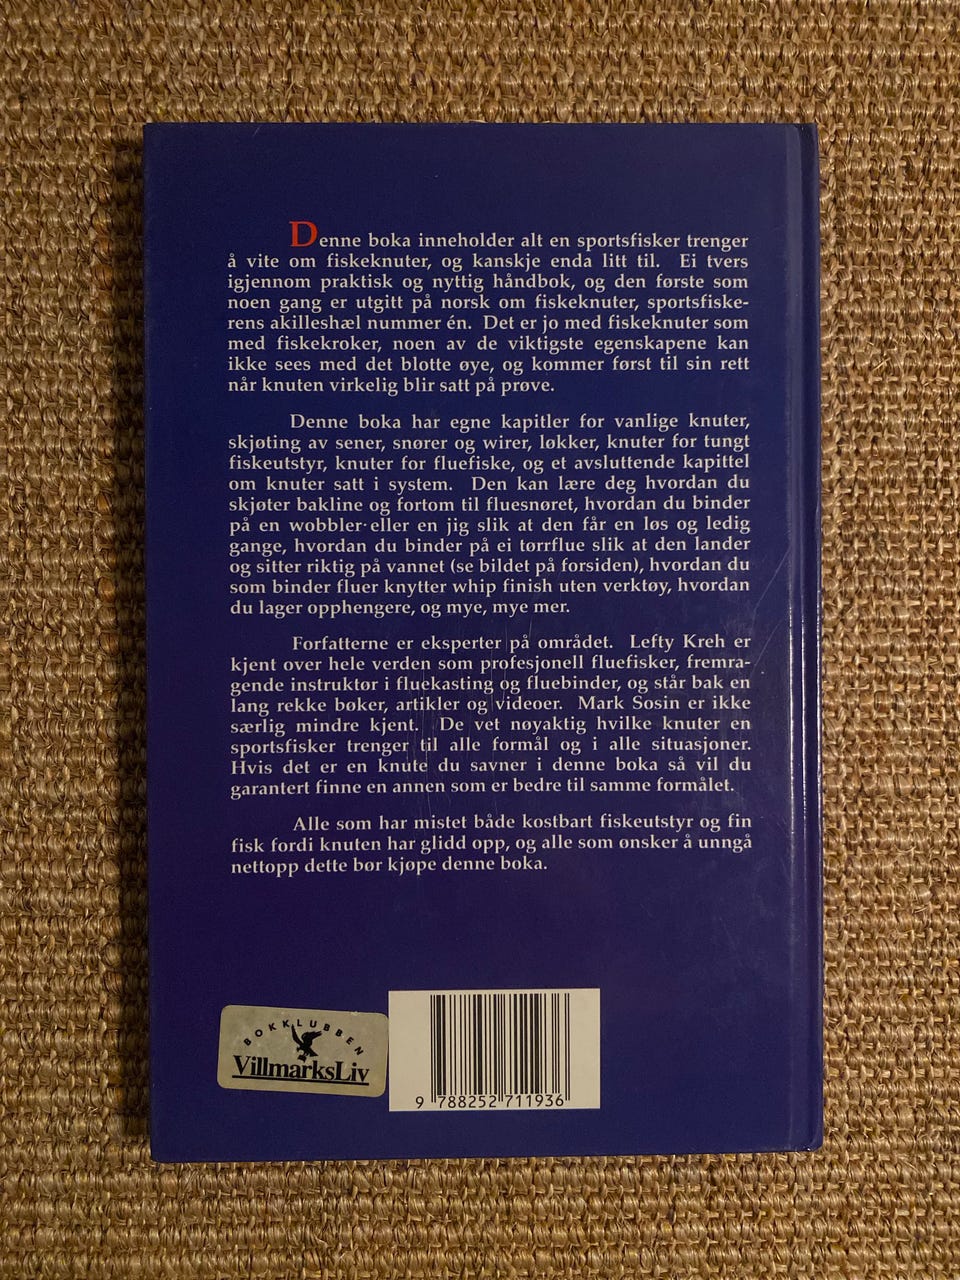 Denne boka inneholder alt en sportsfisker trenger
å vite om fiskeknuter, og kanskje enda litt til. Ei tvers
igjennom praktisk og nyttig håndbok, og den første som
noen gang er utgitt på norsk om fiskeknuter, sportsfiske-
rens akilleshæl nummer én. Det er jo med fiskeknuter som
med fiskekroker, noen av de viktigste egenskapene kan
ikke sees med det blotte øye, og kommer først til sin rett
når knuten virkelig blir satt på prøve.
Denne boka har egne kapitler for vanlige knuter,
skjøting av sener, snører og wirer, løkker, knuter for tungt
fiskeutstyr, knuter for fluefiske, og et avsluttende kapittel
om knuter satt i system. Den kan lære deg hvordan du
skjøter bakline og fortom til fluesnøret, hvordan du binder
på en wobbler eller en jig slik at den får en løs og ledig
gange, hvordan du binder på ei tørrflue slik at den lander
og sitter riktig på vannet (se bildet på forsiden), hvordan du
som binder fluer knytter whip finish uten verktøy, hvordan
du lager opphengere, og mye, mye mer.
Forfatterne er eksperter på området. Lefty Kreh er
kjent over hele verden som profesjonell fluefisker, fremra-
gende instruktør i fluekasting og fluebinder, og står bak en
lang rekke bøker, artikler og videoer. Mark Sosin er ikke
særlig mindre kjent. De vet nøyaktig hvilke knuter en
sportsfisker trenger til alle formål og i alle situasjoner.
Hvis det er en knute du savner i denne boka så vil du
garantert finne en annen som er bedre til samme formålet.
Alle som har mistet både kostbart fiskeutstyr og fin
fisk fordi knuten har glidd opp, og alle som ønsker å unngå
nettopp dette bør kjøpe denne boka.
BOKKLUBBEN
VillmarksLiv
9 788252 711936